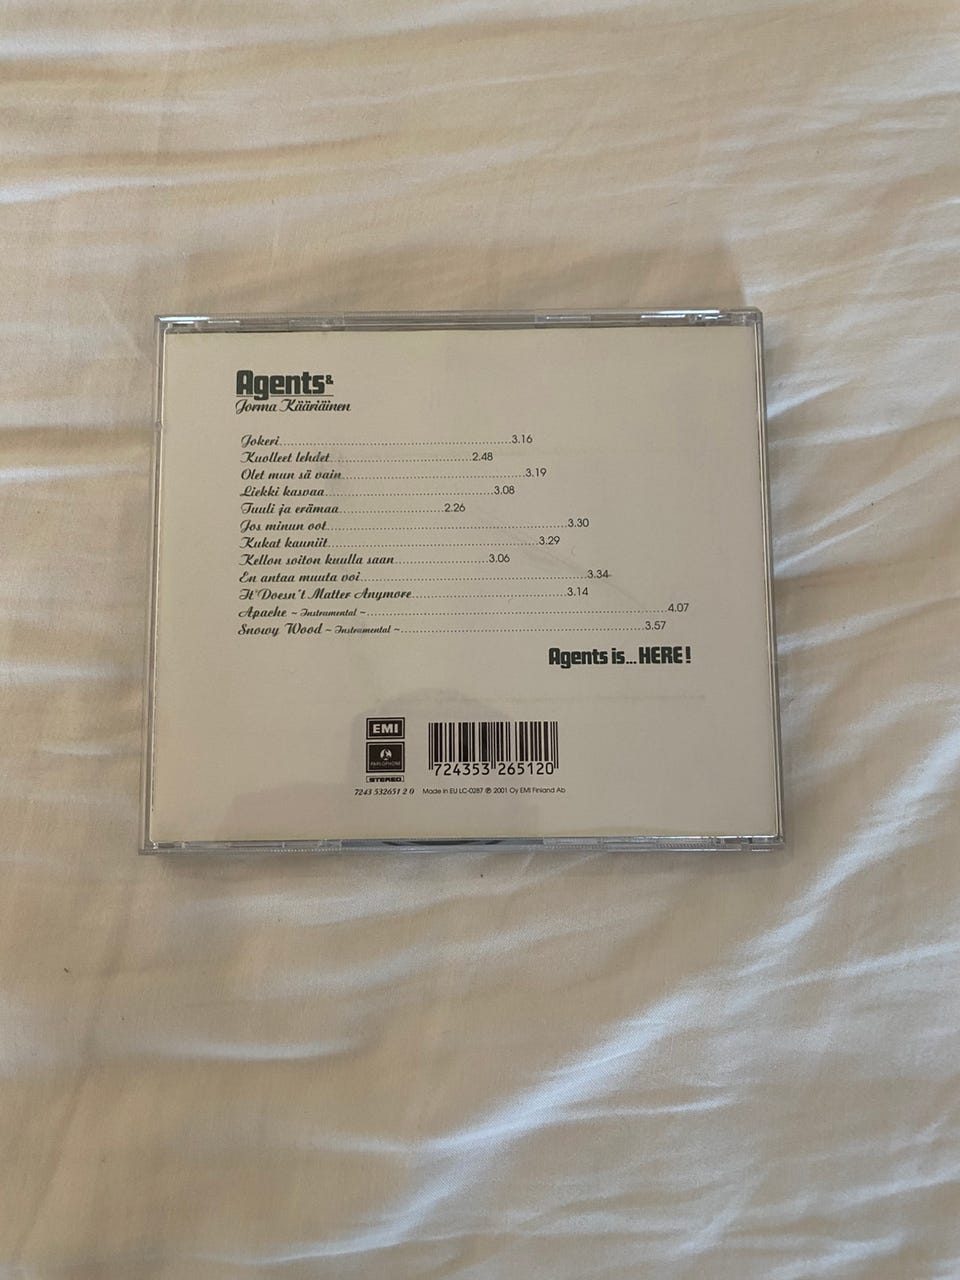 Agents &
Jorma Kääriäinen
Jokeri 3.16
Kuolleet lehdet 2.48
Olet mun sä vain 3.19
Liekki kasvaa 3.08
Tuuli ja erämaa 2.26
Jos minun oot 3.30
Kukat kauniit 3.29
Kellon soiton kuulla saan 3.06
En antaa muuta voi 3.34
It Doesn't Matter Anymore 3.14
Apache ~ Instrumental ~ 4.07
Snowy Wood ~ Instrumental ~ 3.57
Agents is... HERE!
EMI
PARLOPHONE
STEREO
724353 265120
7243 532651 2 0 Made in EU LC-0287 ℗ 2001 Oy EMI Finland Ab